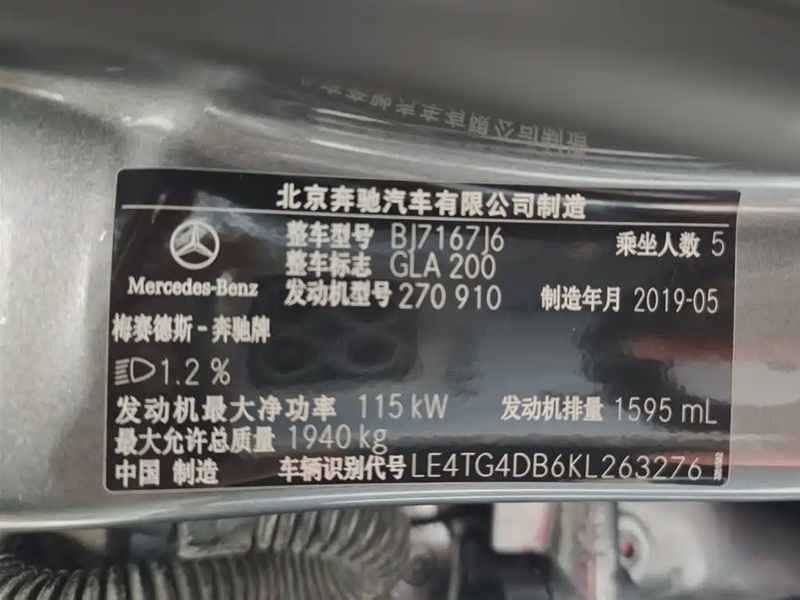 北京奔驰汽车有限公司制造
整车型号 BJ7167J6 乘坐人数 5
整车标志 GLA 200
Mercedes-Benz
发动机型号 270 910 制造年月 2019-05
梅赛德斯-奔驰牌
1.2 %
发动机最大净功率 115 kW 发动机排量 1595 mL
最大允许总质量 1940 kg
中国 制造 车辆识别代号 LE4TG4DB6KL263276